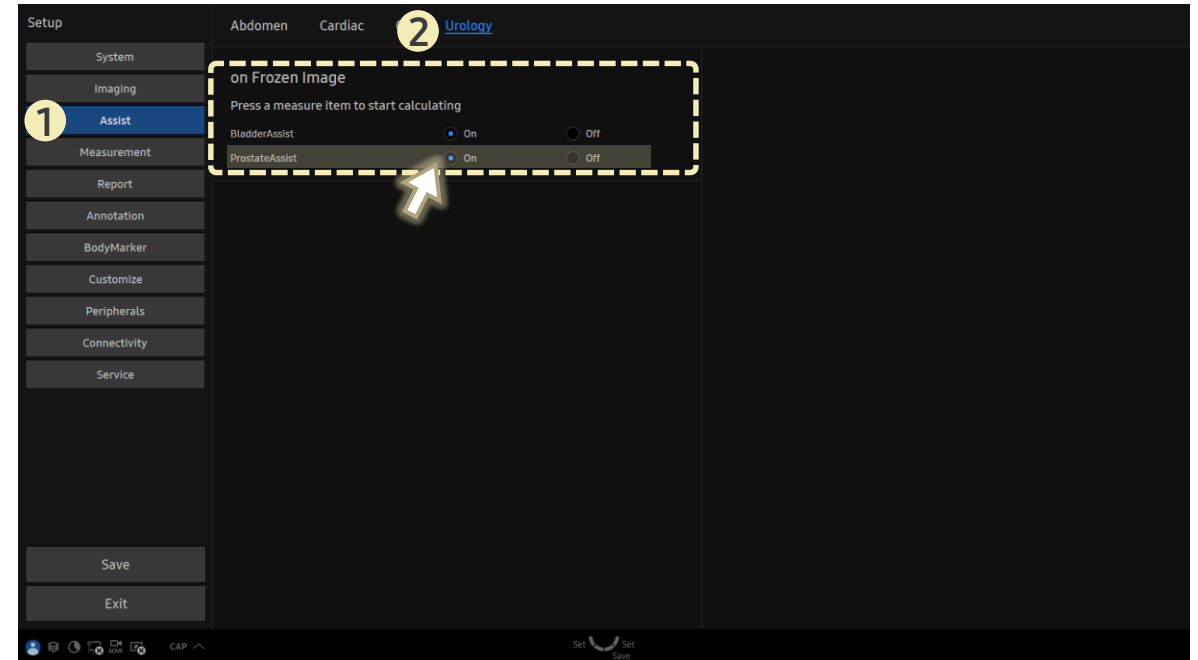 Setup
Abdomen Cardiac 2 Urology
System
Imaging
1 Assist
Measurement
Report
Annotation
BodyMarker
Customize
Peripherals
Connectivity
Service
Save
Exit
on Frozen Image
Press a measure item to start calculating
BladderAssist On Off
ProstateAssist On Off
ADVR CAP
Set Set
Save